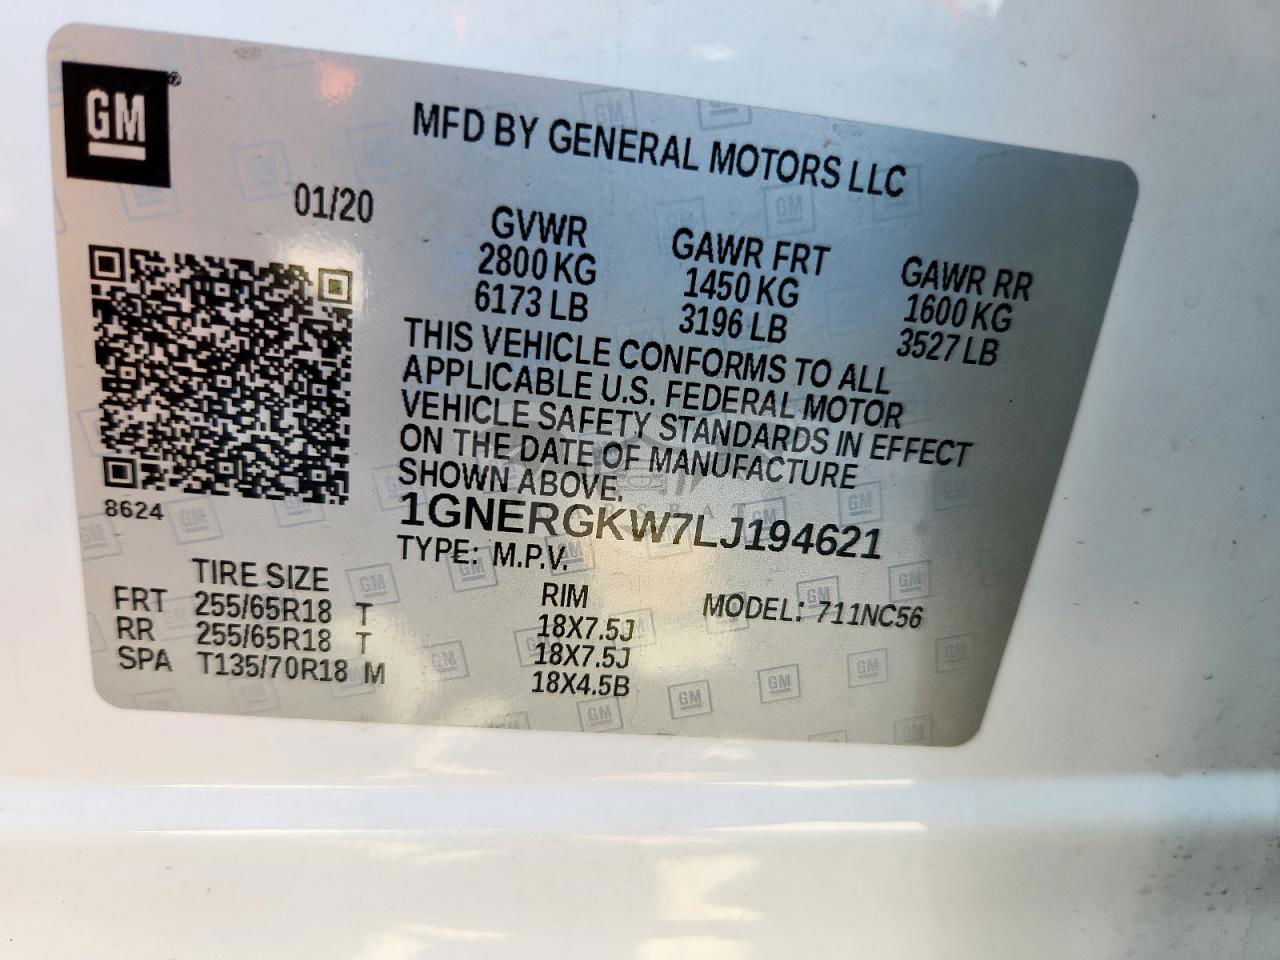 GM®
MFD BY GENERAL MOTORS LLC
01/20
GVWR GAWR FRT GAWR RR
2800 KG 1450 KG 1600 KG
6173 LB 3196 LB 3527 LB
THIS VEHICLE CONFORMS TO ALL
APPLICABLE U.S. FEDERAL MOTOR
VEHICLE SAFETY STANDARDS IN EFFECT
ON THE DATE OF MANUFACTURE
SHOWN ABOVE.
8624
1GNERGKW7LJ194621
TYPE: M.P.V.
TIRE SIZE RIM MODEL: 711NC56
FRT 255/65R18 T 18X7.5J
RR 255/65R18 T 18X7.5J
SPA T135/70R18 M 18X4.5B